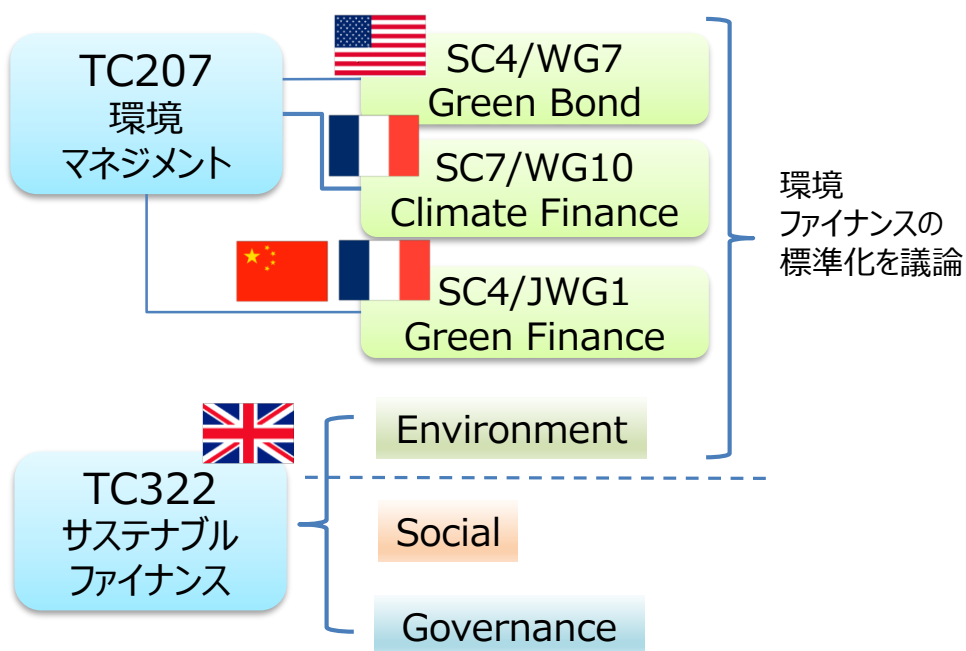 TC207
環境
マネジメント
SC4/WG7
Green Bond
SC7/WG10
Climate Finance
SC4/JWG1
Green Finance
環境
ファイナンスの
標準化を議論
TC322
サステナブル
ファイナンス
Environment
Social
Governance